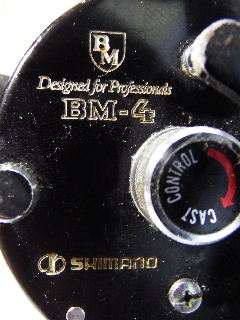 BM
Designed for Professionals
BM-4
CAST CONTROL
SHIMANO